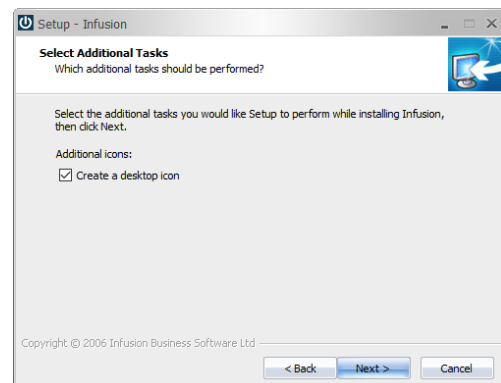 Setup - Infusion
Select Additional Tasks
Which additional tasks should be performed?
Select the additional tasks you would like Setup to perform while installing Infusion,
then click Next.
Additional icons:
Create a desktop icon
Copyright © 2006 Infusion Business Software Ltd
< Back Next > Cancel